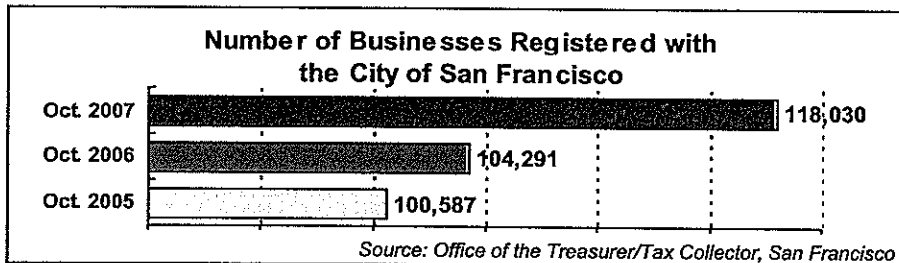 Number of Businesses Registered with
the City of San Francisco
Oct. 2007 118,030
Oct. 2006 104,291
Oct. 2005 100,587
Source: Office of the Treasurer/Tax Collector, San Francisco